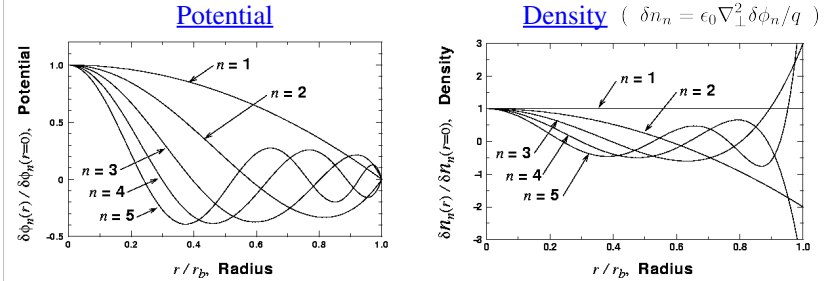 Potential
Density ( δn_n = ϵ_0∇²_⊥δϕ_n/q )
δϕ_n(r) / δϕ_n(r=0), Potential
1.0
0.5
0
-0.5
n = 1
n = 2
n = 3
n = 4
n = 5
0 0.2 0.4 0.6 0.8 1.0
r / r_b, Radius
δn_n(r) / δn_n(r=0), Density
3
2
1
0
-1
-2
-3
n = 1
n = 2
n = 3
n = 4
n = 5
0 0.2 0.4 0.6 0.8 1.0
r / r_b, Radius